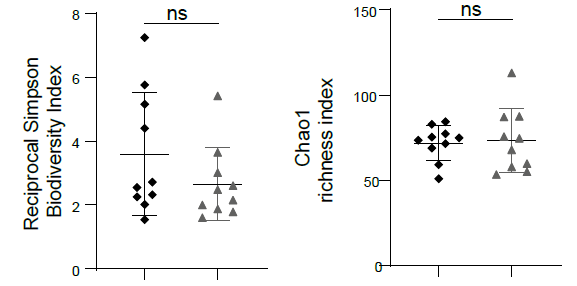 ns
8
6
4
2
0
Reciprocal Simpson
Biodiversity Index
ns
150
100
50
0
Chao1
richness index